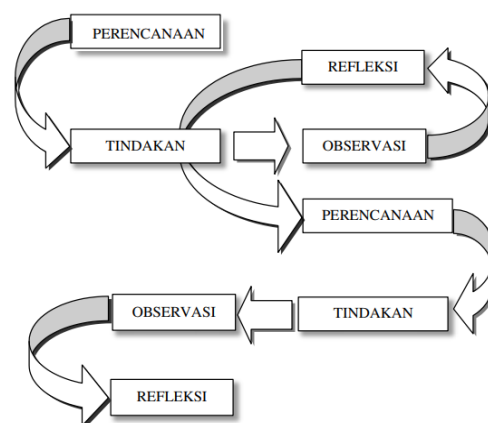 PERENCANAAN
REFLEKSI
TINDAKAN
OBSERVASI
PERENCANAAN
OBSERVASI
TINDAKAN
REFLEKSI